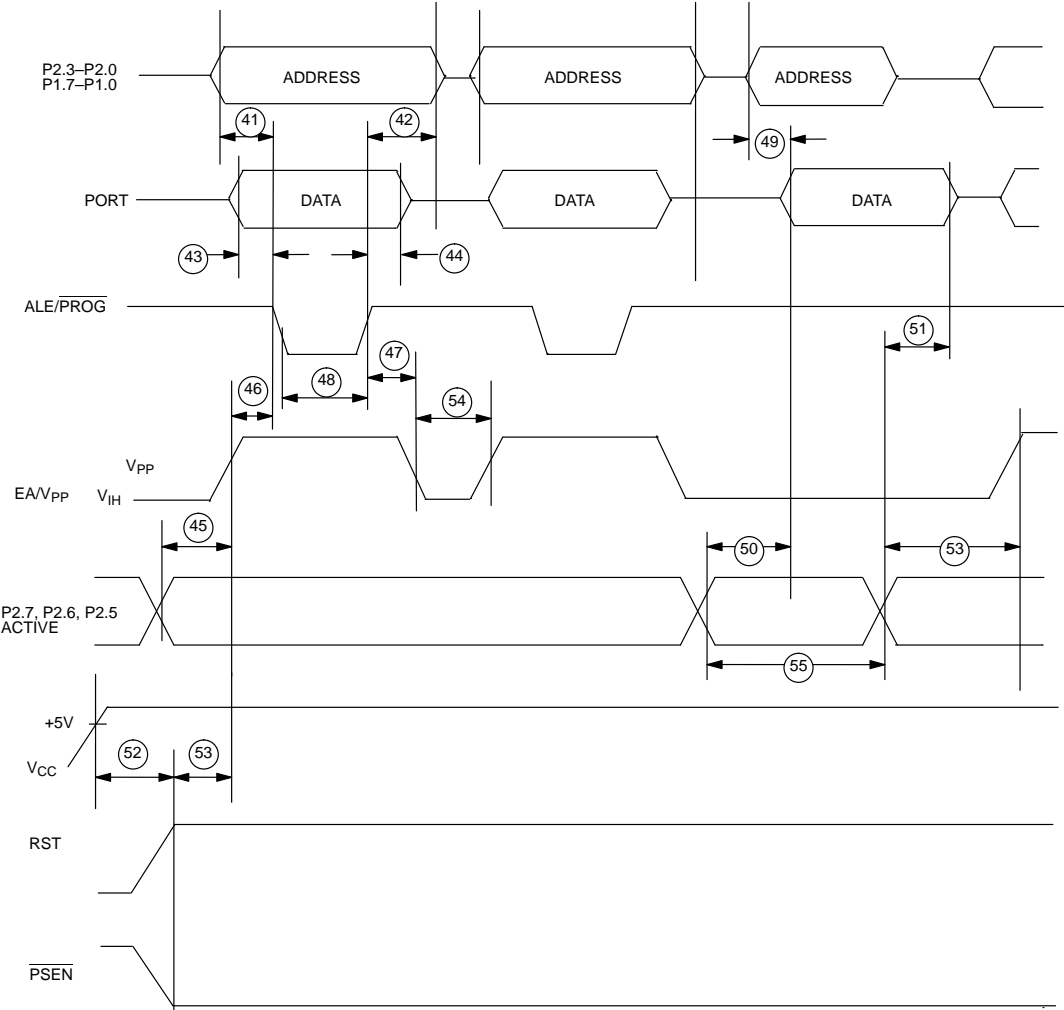 P2.3–P2.0
P1.7–P1.0
ADDRESS
ADDRESS
ADDRESS
41
42
49
PORT
DATA
DATA
DATA
43
44
ALE/PROG
51
47
46
48
54
VPP
EA/VPP
VIH
45
50
53
P2.7, P2.6, P2.5
ACTIVE
55
+5V
52
53
VCC
RST
PSEN